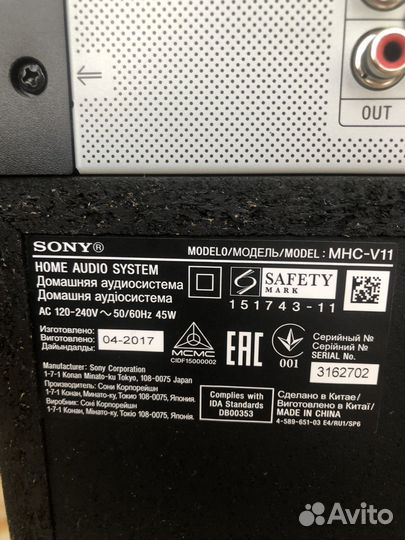 OUT
SONY®
MODELO/МОДЕЛЬ/MODEL: MHC-V11
HOME AUDIO SYSTEM
Домашняя аудиосистема
Домашня аудіосистема
AC 120-240V ~ 50/60Hz 45W
SAFETY
MARK
151743-11
Изготовлено:
Виготовлено:
Дайындалды:
04-2017
MCMC
CIDF15000002
EAC
001
Серийный №
Серійний №
SERIAL No.
3162702
Manufacturer: Sony Corporation
1-7-1 Konan Minato-ku Tokyo, 108-0075 Japan
Производитель: Сони Корпорейшн
1-7-1 Конан, Минато-ку, Токио, 108-0075, Япония.
Виробник: Соні Корпорейшн
1-7-1 Конан, Мінато-ку, Токіо, 108-0075, Японія.
Complies with
IDA Standards
DB00353
Сделано в Китае/
Виготовлено в Китаї/
MADE IN CHINA
4-589-651-03 E4/RU1/SP6
Avito